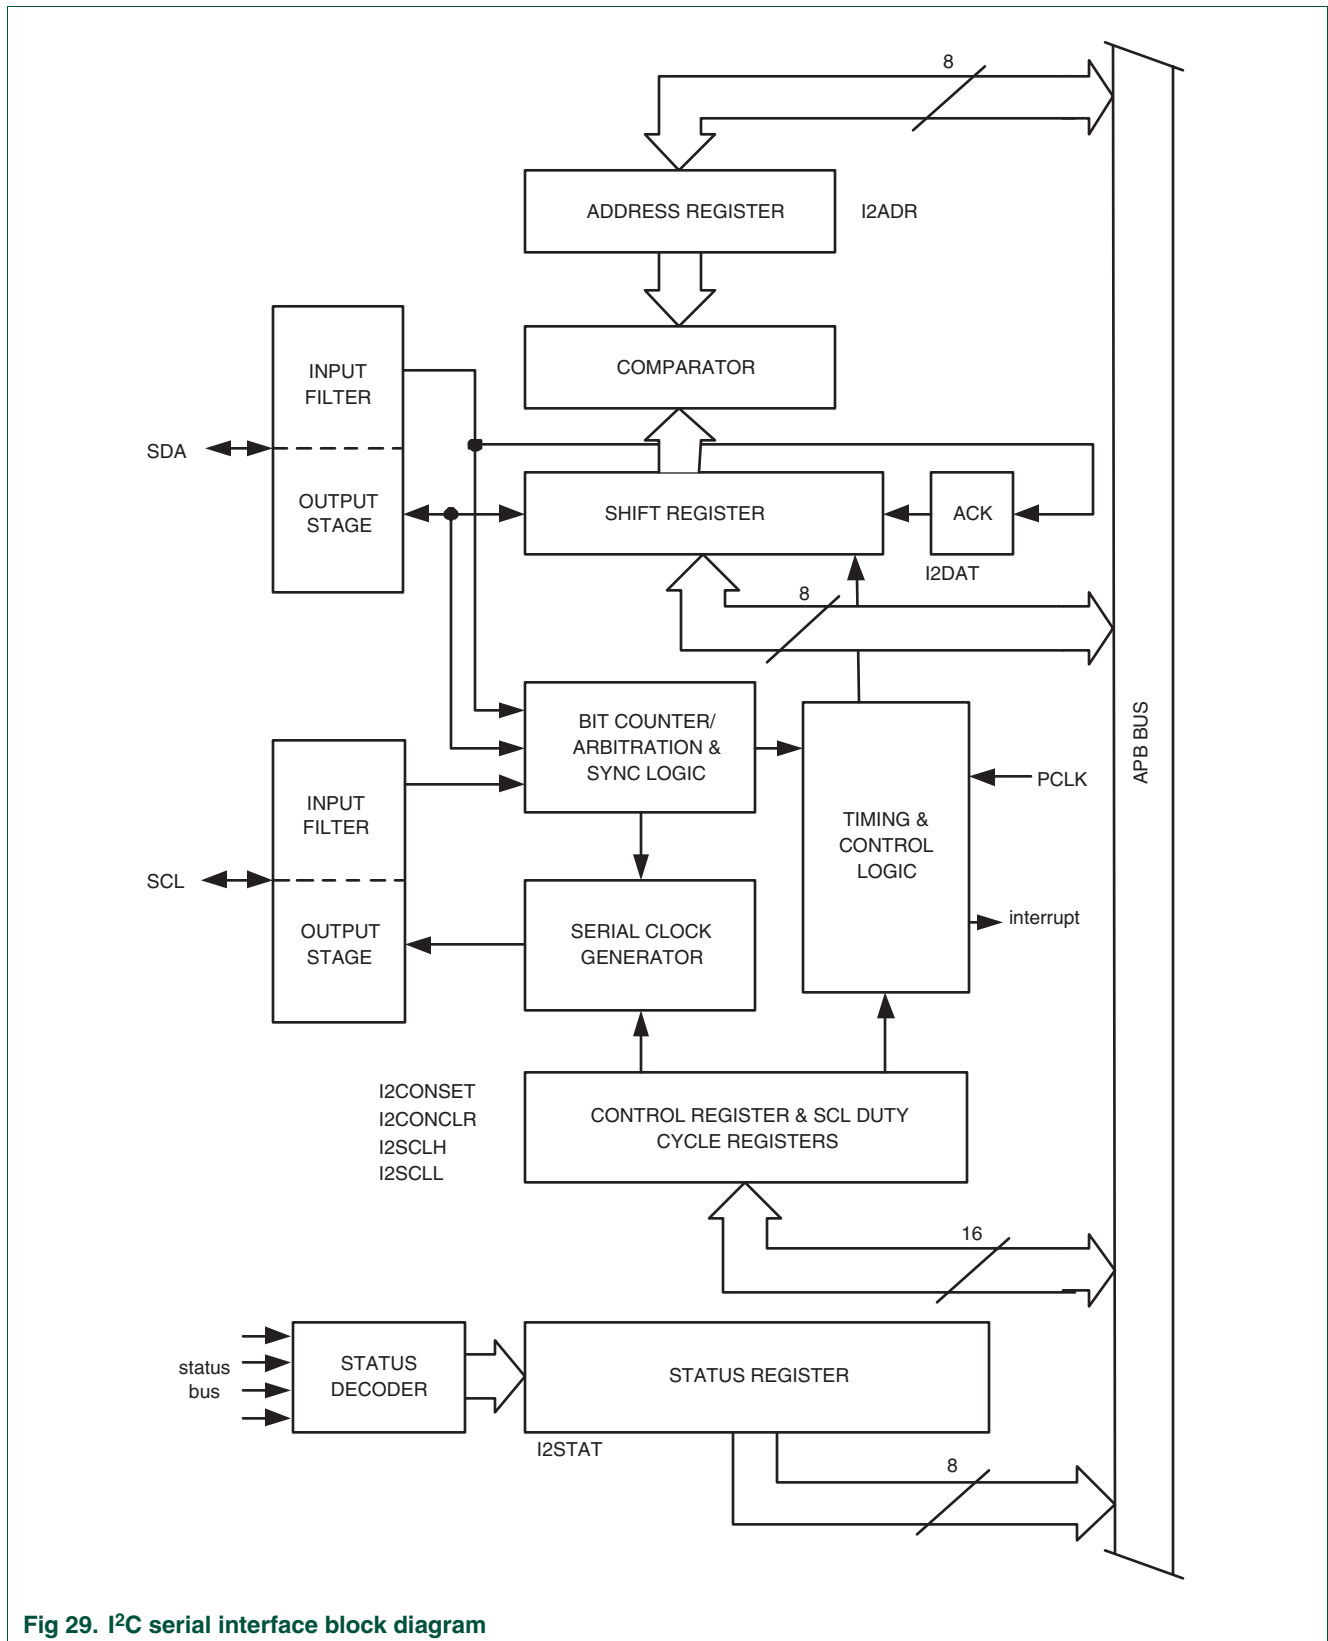 8
ADDRESS REGISTER
I2ADR
COMPARATOR
INPUT
FILTER
SDA
OUTPUT
STAGE
SHIFT REGISTER
ACK
I2DAT
8
BIT COUNTER/
ARBITRATION &
SYNC LOGIC
APB BUS
PCLK
INPUT
FILTER
TIMING &
CONTROL
LOGIC
SCL
OUTPUT
STAGE
SERIAL CLOCK
GENERATOR
interrupt
I2CONSET
I2CONCLR
I2SCLH
I2SCLL
CONTROL REGISTER & SCL DUTY
CYCLE REGISTERS
16
status
bus
STATUS
DECODER
STATUS REGISTER
I2STAT
8
Fig 29. I²C serial interface block diagram